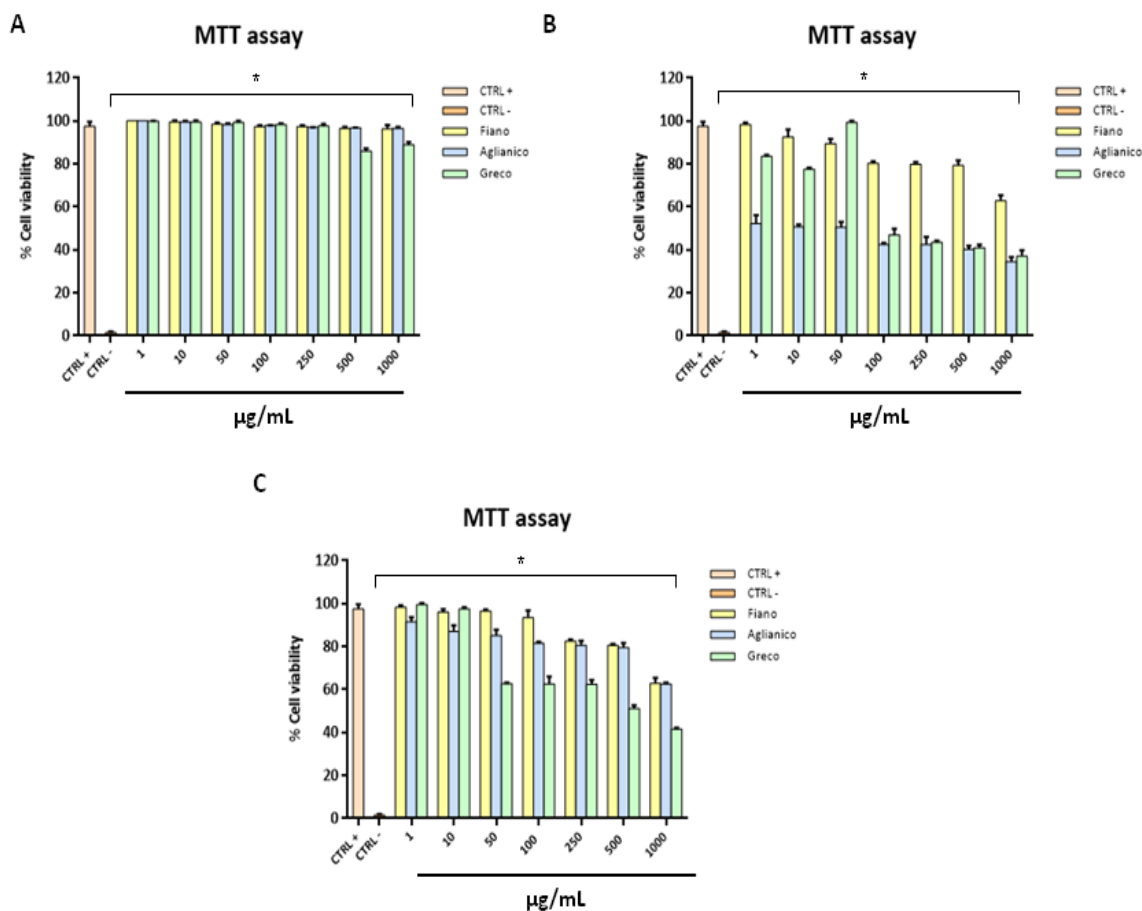 A
MTT assay
% Cell viability
120
100
80
60
40
20
0
*
CTRL +
CTRL -
1
10
50
100
250
500
1000
µg/mL
CTRL +
CTRL -
Fiano
Aglianico
Greco
B
MTT assay
% Cell viability
120
100
80
60
40
20
0
*
CTRL +
CTRL -
1
10
50
100
250
500
1000
µg/mL
CTRL +
CTRL -
Fiano
Aglianico
Greco
C
MTT assay
% Cell viability
120
100
80
60
40
20
0
*
CTRL +
CTRL -
1
10
50
100
250
500
1000
µg/mL
CTRL +
CTRL -
Fiano
Aglianico
Greco